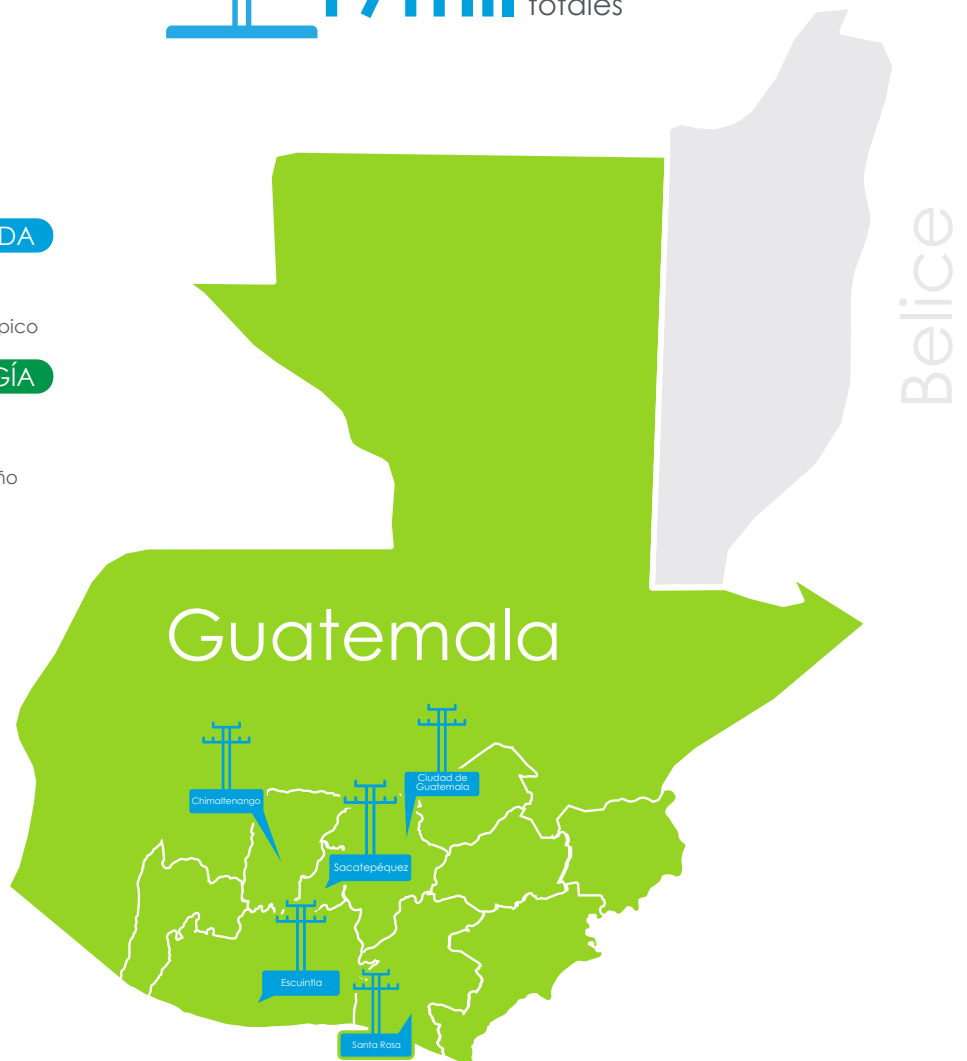 totales
DA
pico
GÍA
ño
Belice
Guatemala
Ciudad de
Guatemala
Chimaltenango
Sacatepéquez
Escuintla
Santa Rosa